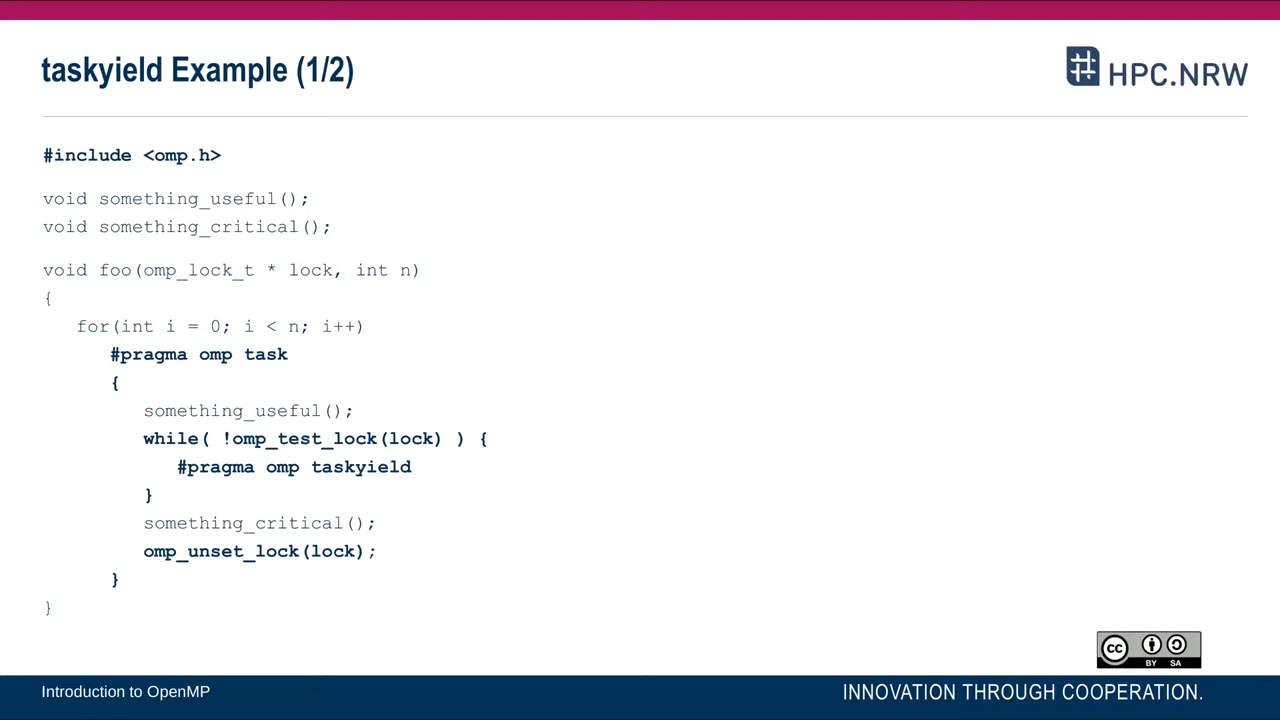 taskyield Example (1/2)
HPC.NRW
#include <omp.h>
void something_useful();
void something_critical();
void foo(omp_lock_t * lock, int n)
{
   for(int i = 0; i < n; i++)
      #pragma omp task
      {
         something_useful();
         while( !omp_test_lock(lock) ) {
            #pragma omp taskyield
         }
         something_critical();
         omp_unset_lock(lock);
      }
}
cc BY SA
Introduction to OpenMP
INNOVATION THROUGH COOPERATION.